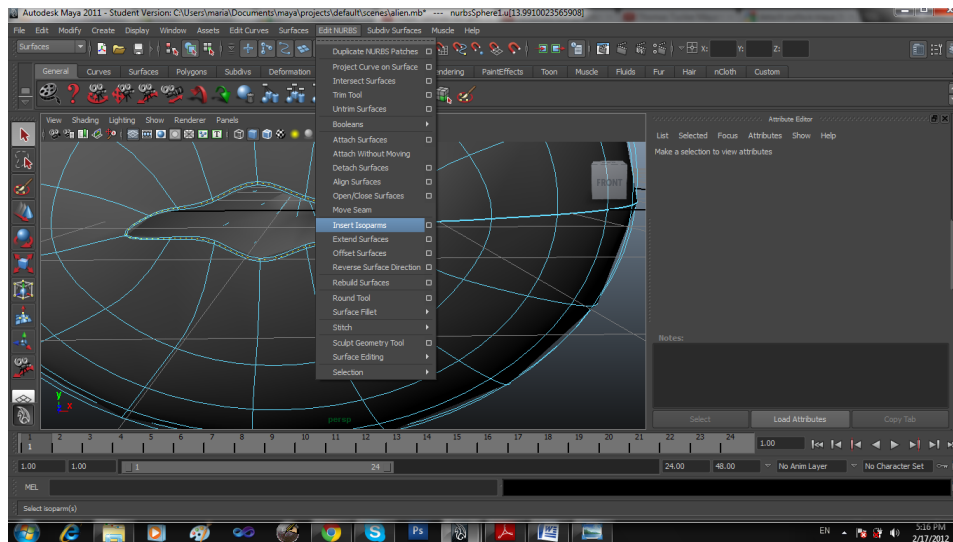 Autodesk Maya 2011 - Student Version: C:\Users\maria\Documents\maya\projects\default\scenes\alien.mb* --- nurbsSphere1.u[13.9910023565908]
File Edit Modify Create Display Window Assets Edit Curves Surfaces Edit NURBS Subdiv Surfaces Muscle Help
Surfaces X: Y: Z:
General Curves Surfaces Polygons Subdivs Deformation ndering PaintEffects Toon Muscle Fluids Fur Hair nCloth Custom
View Shading Lighting Show Renderer Panels
Duplicate NURBS Patches
Project Curve on Surface
Intersect Surfaces
Trim Tool
Untrim Surfaces
Booleans
Attach Surfaces
Attach Without Moving
Detach Surfaces
Align Surfaces
Open/Close Surfaces
Move Seam
Insert Isoparms
Extend Surfaces
Offset Surfaces
Reverse Surface Direction
Rebuild Surfaces
Round Tool
Surface Fillet
Stitch
Sculpt Geometry Tool
Surface Editing
Selection
FRONT
persp
y
x
Attribute Editor
List Selected Focus Attributes Show Help
Make a selection to view attributes
Notes:
Select Load Attributes Copy Tab
1 2 3 4 5 6 7 8 9 10 11 12 13 14 15 16 17 18 19 20 21 22 23 24
1 1.00
1.00 1.00 1 24 24.00 48.00 No Anim Layer No Character Set
MEL
Select isoparm(s)
Ps W EN 5:16 PM
2/17/2012